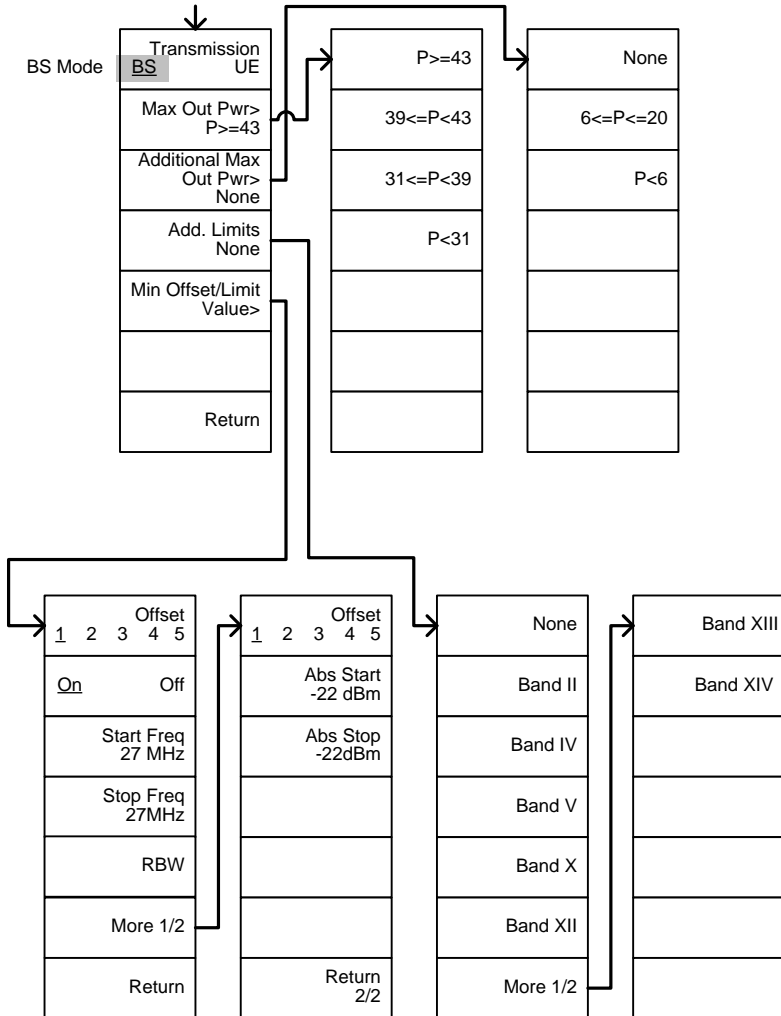 BS Mode
Transmission
BS UE
Max Out Pwr>
P>=43
Additional Max
Out Pwr>
None
Add. Limits
None
Min Offset/Limit
Value>
Return
P>=43
39<=P<43
31<=P<39
P<31
None
6<=P<=20
P<6
Offset
1 2 3 4 5
On Off
Start Freq
27 MHz
Stop Freq
27MHz
RBW
More 1/2
Return
Offset
1 2 3 4 5
Abs Start
-22 dBm
Abs Stop
-22dBm
Return
2/2
None
Band II
Band IV
Band V
Band X
Band XII
More 1/2
Band XIII
Band XIV